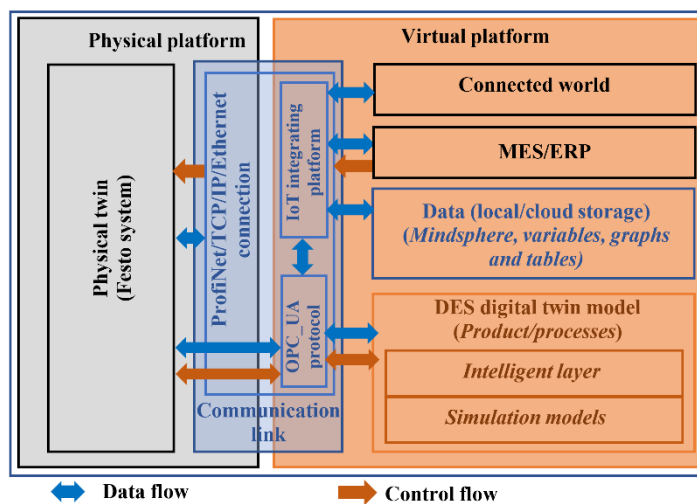 Physical platform
Virtual platform
Physical twin
(Festo system)
ProfiNet/TCP/IP/Ethernet
connection
IoT integrating
platform
OPC_UA
protocol
Communication
link
Connected world
MES/ERP
Data (local/cloud storage)
(Mindsphere, variables, graphs
and tables)
DES digital twin model
(Product/processes)
Intelligent layer
Simulation models
Data flow
Control flow